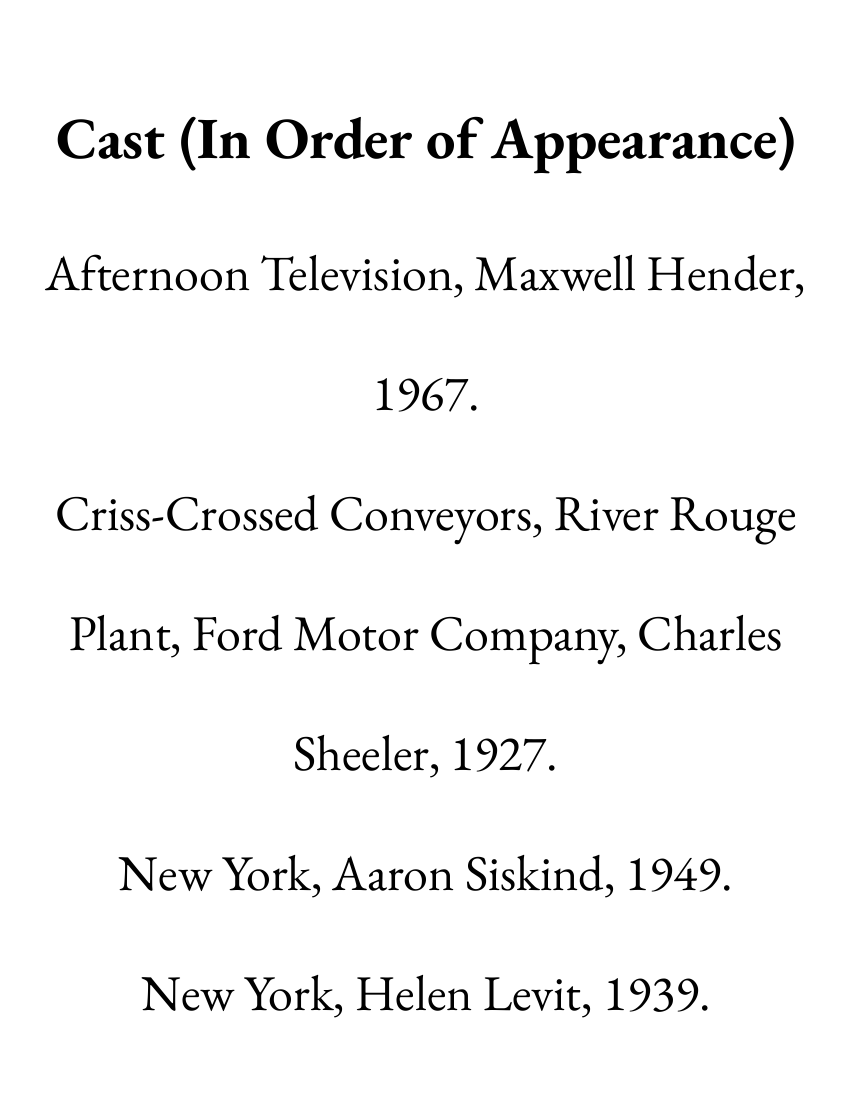 Cast (In Order of Appearance)
Afternoon Television, Maxwell Hender,
1967.
Criss-Crossed Conveyors, River Rouge
Plant, Ford Motor Company, Charles
Sheeler, 1927.
New York, Aaron Siskind, 1949.
New York, Helen Levit, 1939.